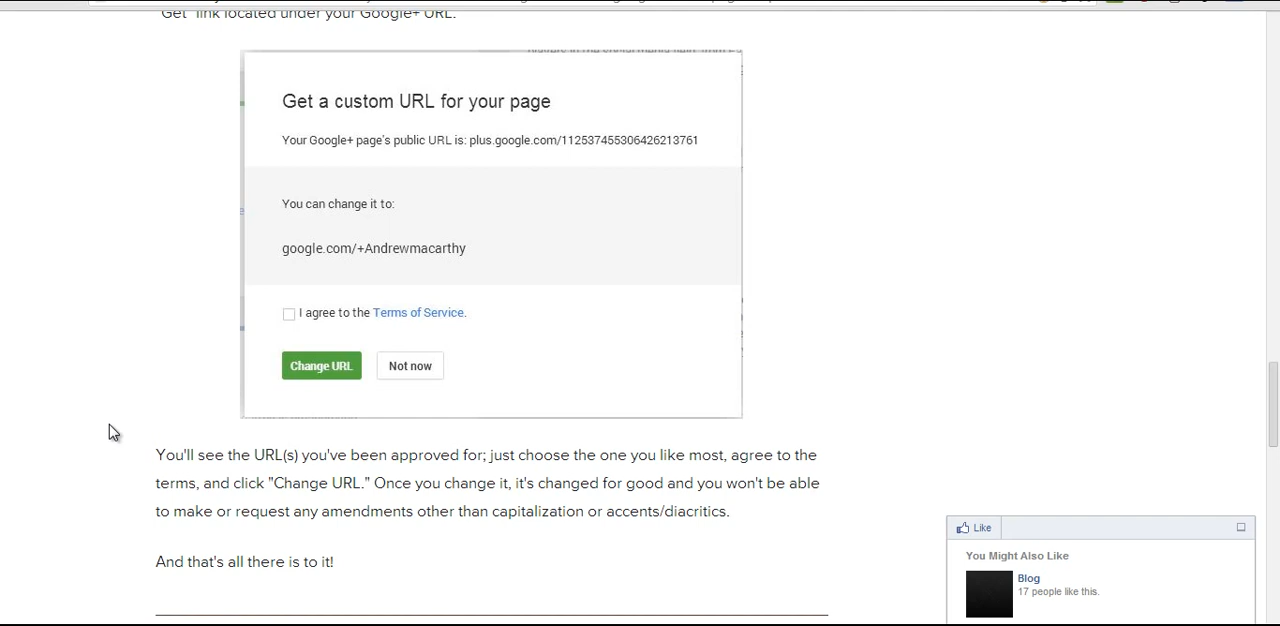 "Get" link located under your Google+ URL.
Get a custom URL for your page
Your Google+ page's public URL is: plus.google.com/112537455306426213761
You can change it to:
google.com/+Andrewmacarthy
I agree to the Terms of Service.
Change URL Not now
You'll see the URL(s) you've been approved for; just choose the one you like most, agree to the
terms, and click "Change URL." Once you change it, it's changed for good and you won't be able
to make or request any amendments other than capitalization or accents/diacritics.
And that's all there is to it!
Like
You Might Also Like
Blog
17 people like this.